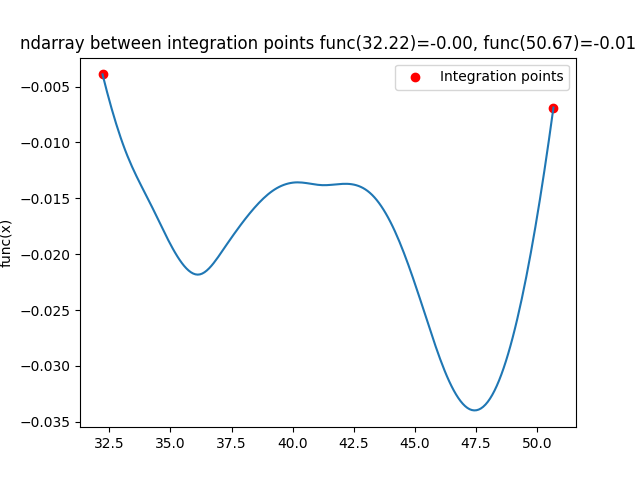 ndarray between integration points func(32.22)=-0.00, func(50.67)=-0.01
Integration points
−0.005
−0.010
−0.015
−0.020
−0.025
−0.030
−0.035
func(x)
32.5 35.0 37.5 40.0 42.5 45.0 47.5 50.0